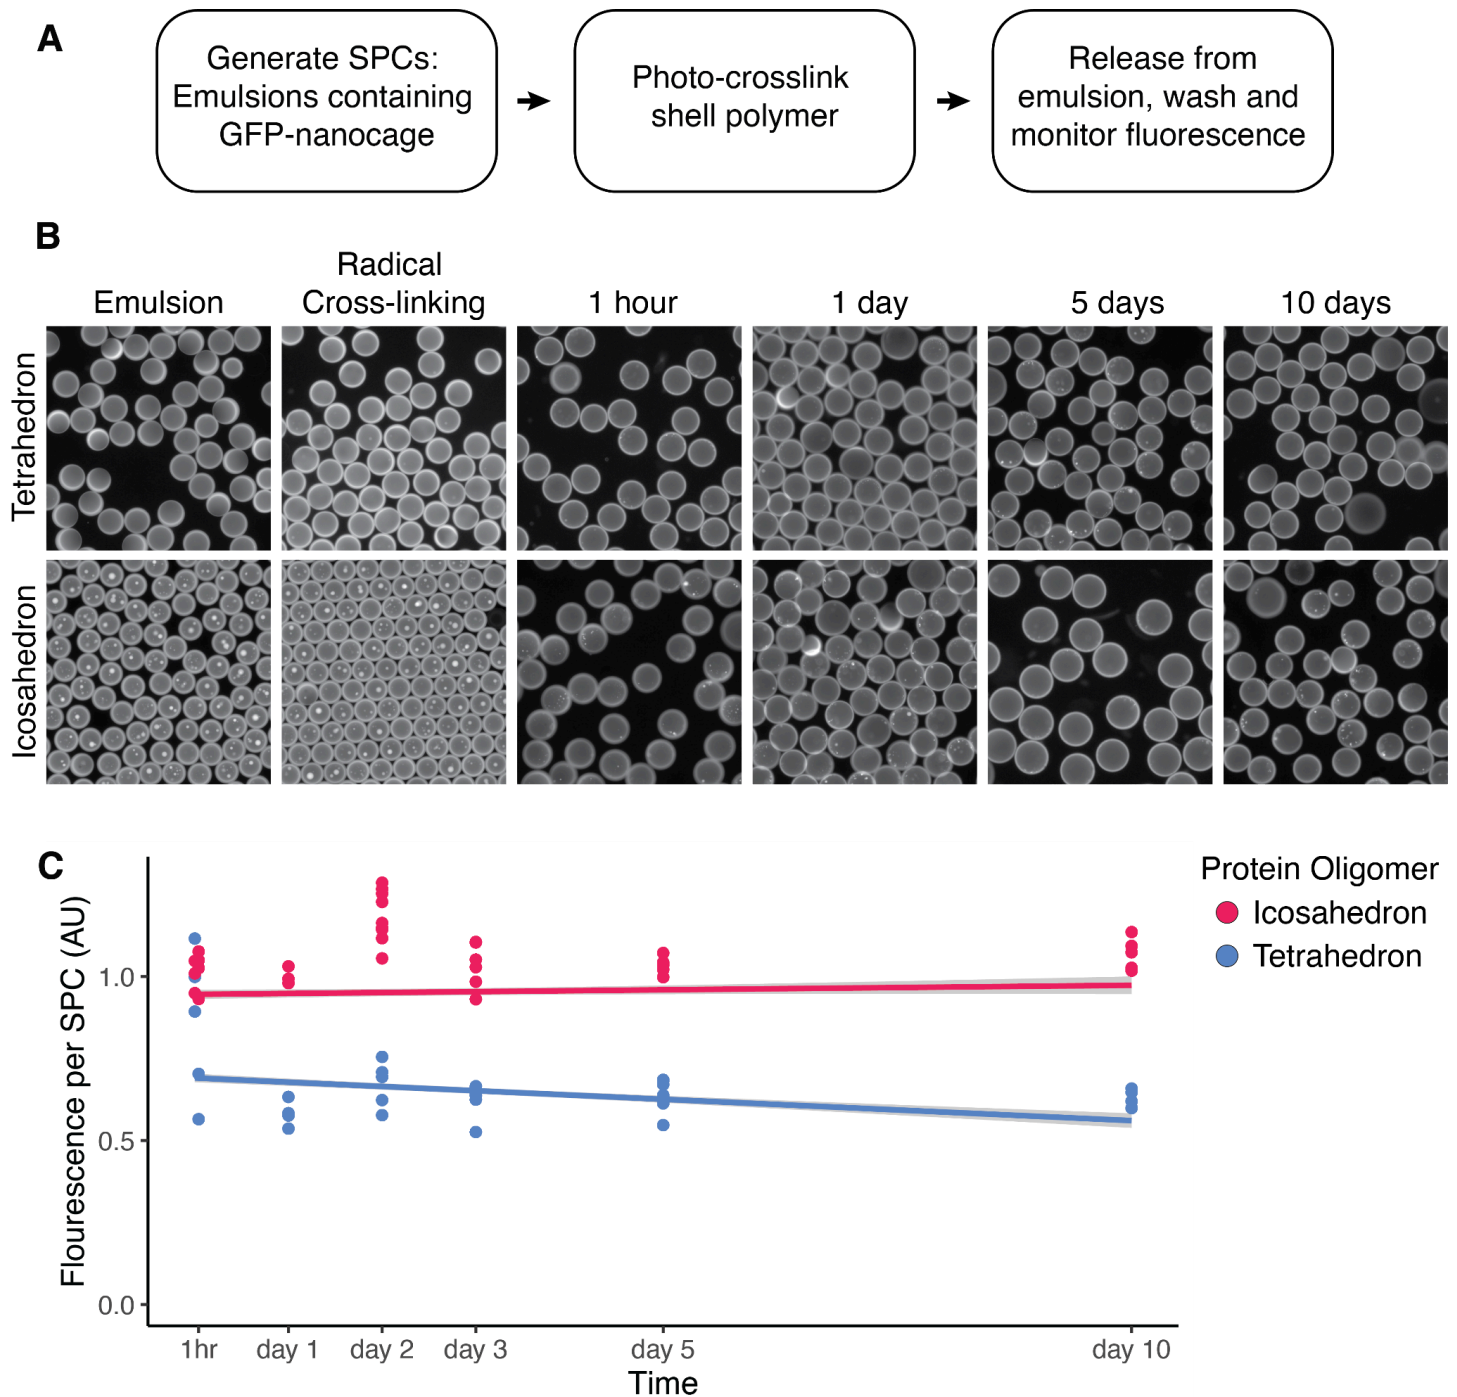 A
Generate SPCs:
Emulsions containing
GFP-nanocage
Photo-crosslink
shell polymer
Release from
emulsion, wash and
monitor fluorescence
B
Emulsion
Radical
Cross-linking
1 hour
1 day
5 days
10 days
Tetrahedron
Icosahedron
C
Flourescence per SPC (AU)
1.0
0.5
0.0
1hr
day 1
day 2
day 3
day 5
day 10
Time
Protein Oligomer
Icosahedron
Tetrahedron